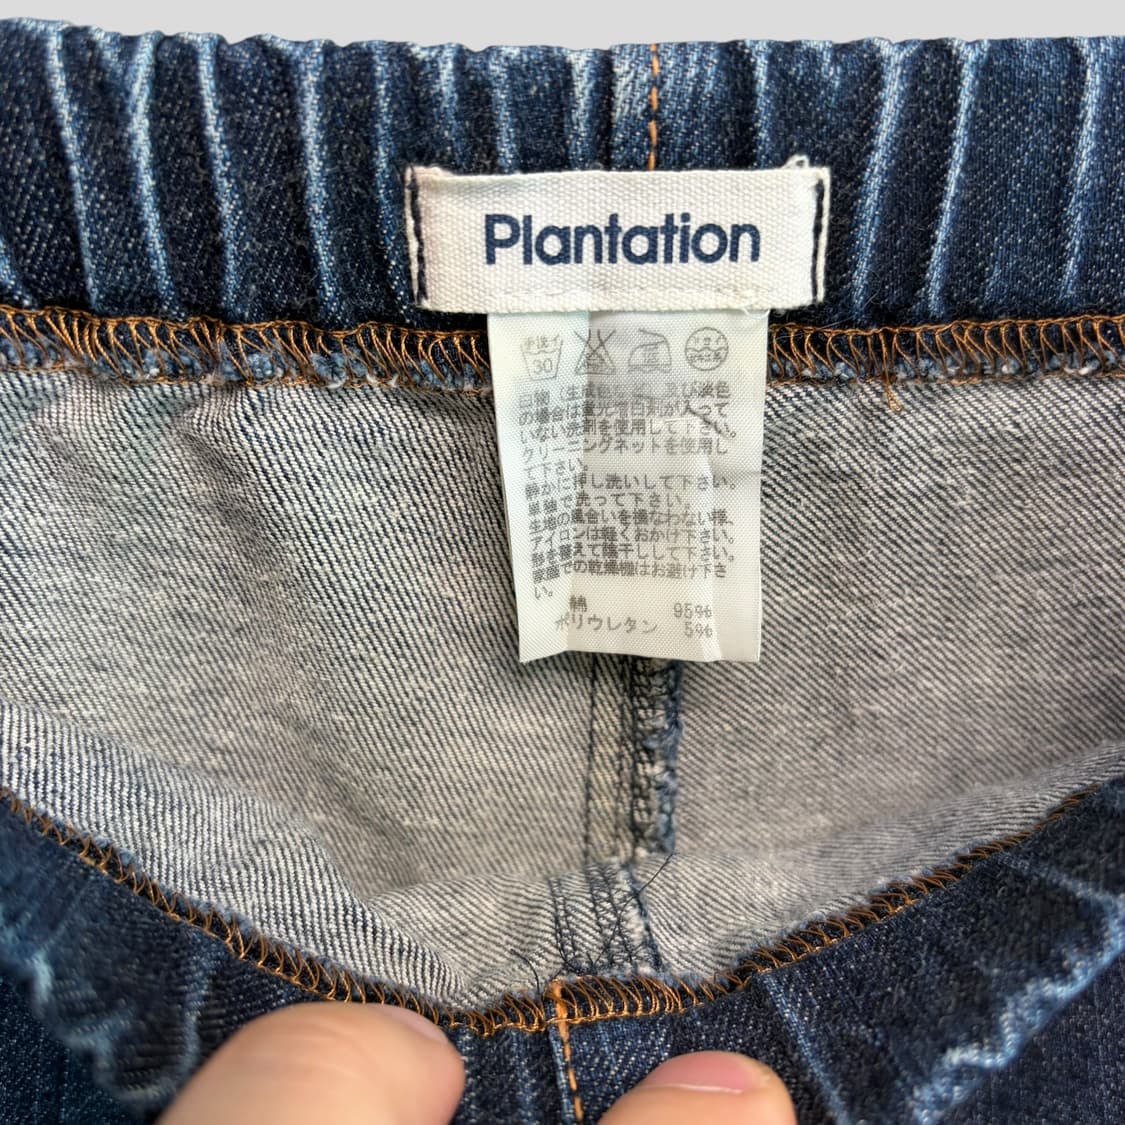 Plantation
手洗イ
30
ドライ
白物（生成色など）及び淡色
の場合は蛍光増白剤が入って
いない洗剤を使用して下さい。
クリーニングネットを使用し
て下さい。
静かに押し洗いして下さい。
単独で洗って下さい。
生地の風合いを損なわない様、
アイロンは軽くおかけ下さい。
形を整えて陰干しして下さい。
家庭での乾燥機はお避け下さ
い。
綿 95%
ポリウレタン 5%